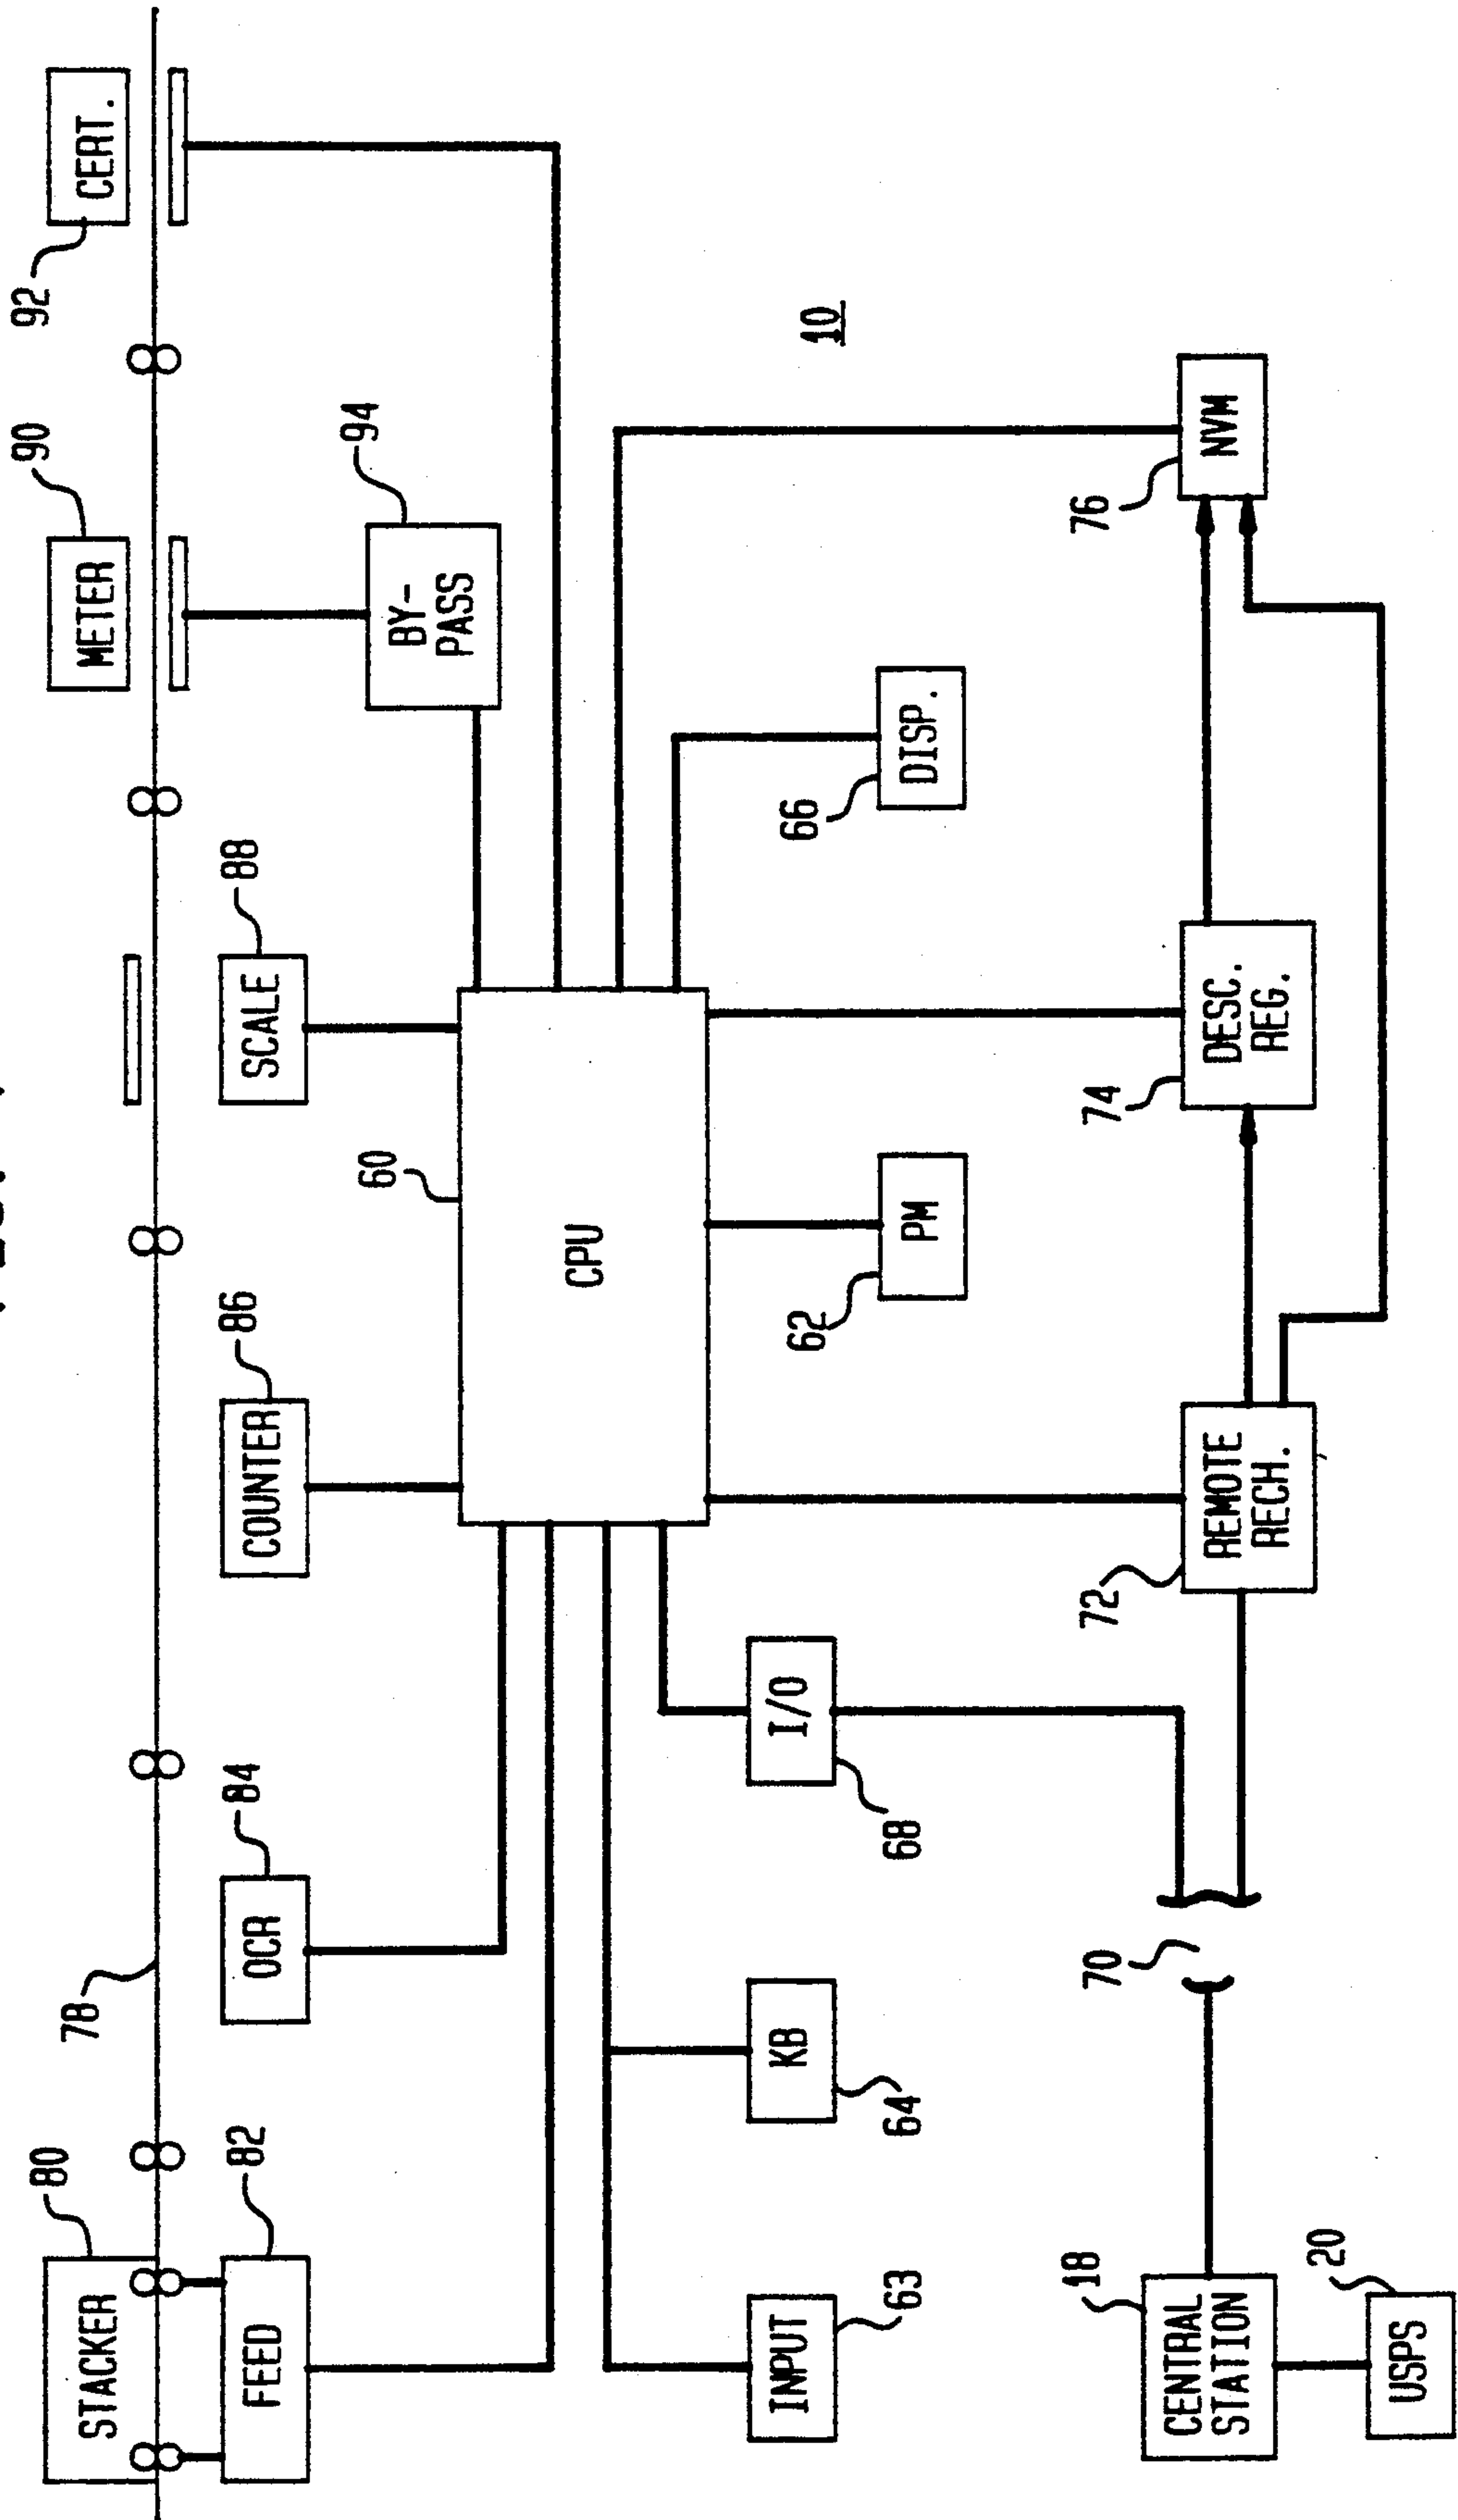 80
STACKER
82
FEED
78
84
OCR
86
COUNTER
88
SCALE
90
METER
92
CERT.
94
BY-
PASS
60
CPU
INPUT
63
KB
64
I/O
68
62
PM
66
DISP.
10
18
CENTRAL
STATION
20
USPS
70
72
REMOTE
RECH.
74
DESC.
REG.
76
NVM